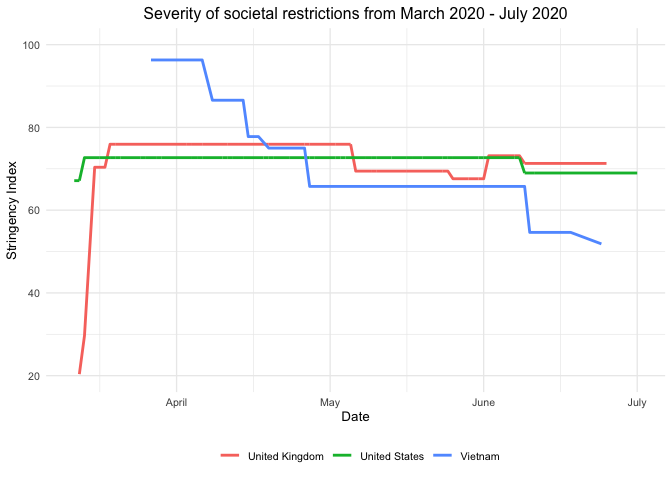 Severity of societal restrictions from March 2020 - July 2020
100
80
60
40
20
Stringency Index
April May June July
Date
United Kingdom United States Vietnam